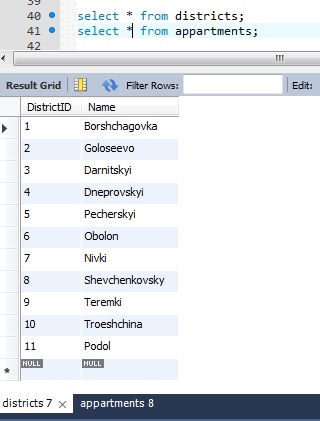 39
40 select * from districts;
41 select * from appartments;
42
Result Grid Filter Rows: Edit:
DistrictID Name
1 Borshchagovka
2 Goloseevo
3 Darnitskyi
4 Dneprovskyi
5 Pecherskyi
6 Obolon
7 Nivki
8 Shevchenkovsky
9 Teremki
10 Troeshchina
11 Podol
NULL NULL
districts 7 appartments 8